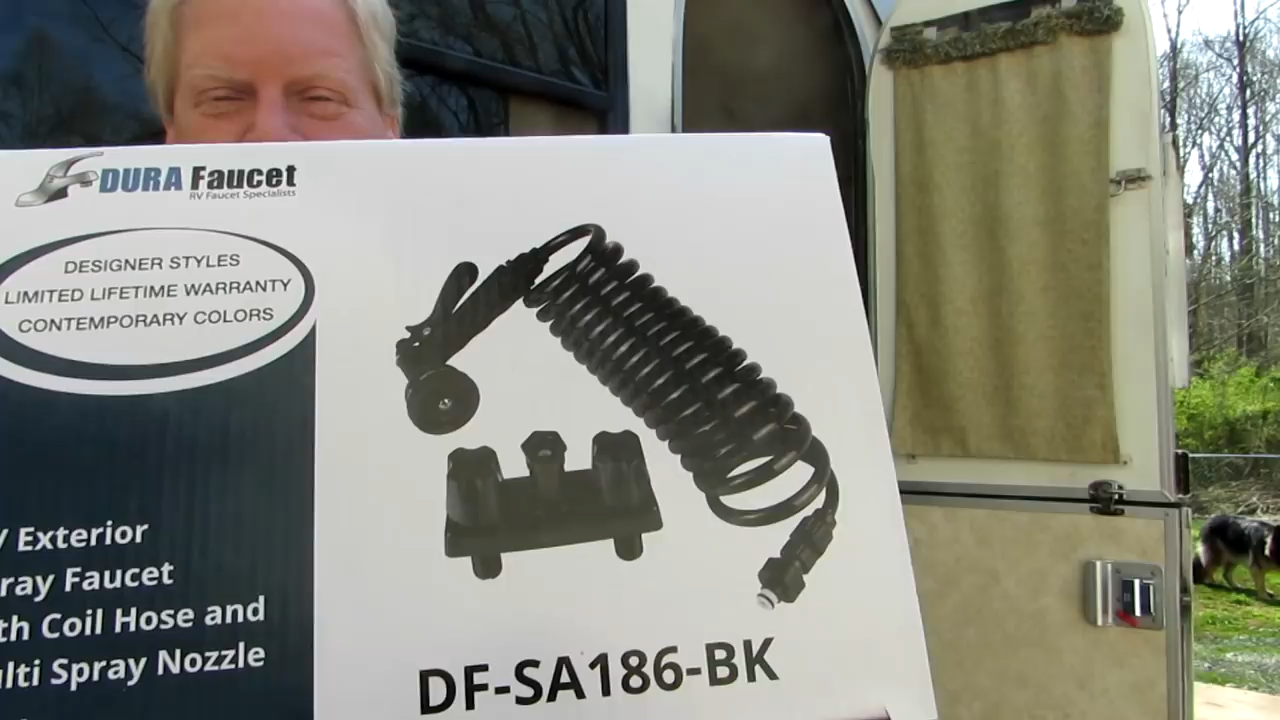 DURA Faucet
RV Faucet Specialists
DESIGNER STYLES
LIMITED LIFETIME WARRANTY
CONTEMPORARY COLORS
Exterior
ray Faucet
th Coil Hose and
ulti Spray Nozzle
DF-SA186-BK